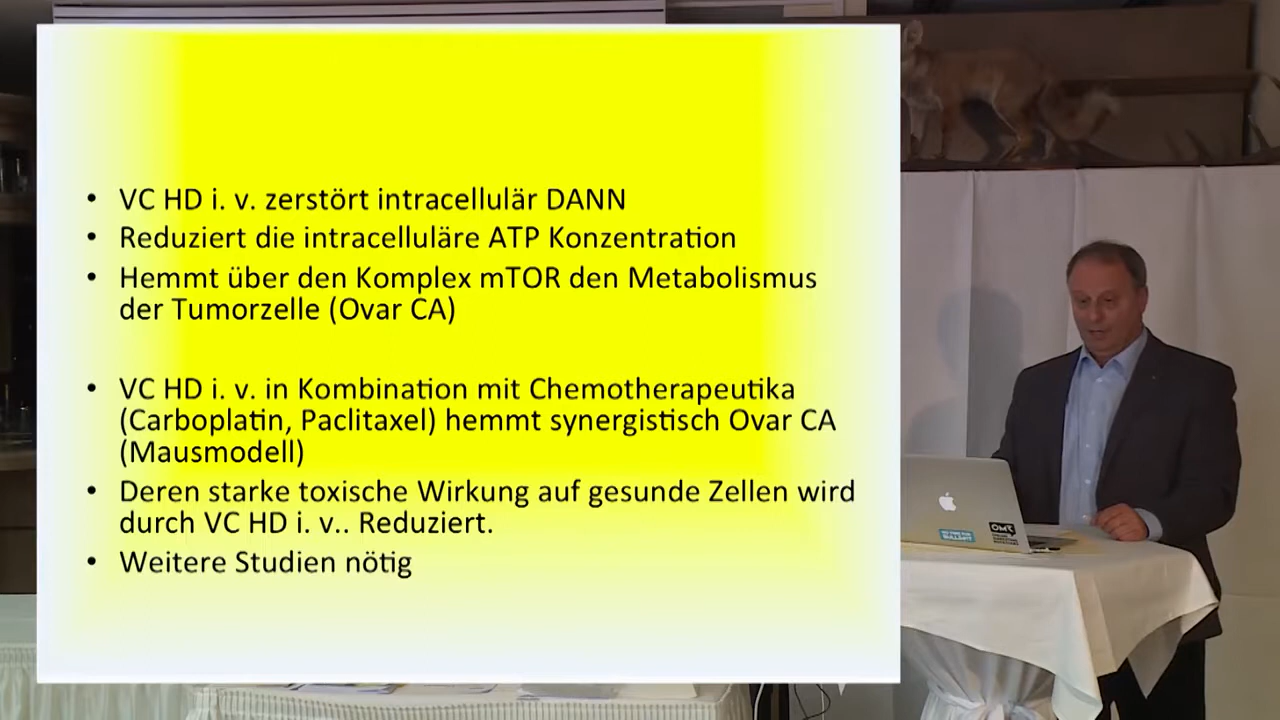 • VC HD i. v. zerstört intracellulär DANN
• Reduziert die intracelluläre ATP Konzentration
• Hemmt über den Komplex mTOR den Metabolismus
der Tumorzelle (Ovar CA)
• VC HD i. v. in Kombination mit Chemotherapeutika
(Carboplatin, Paclitaxel) hemmt synergistisch Ovar CA
(Mausmodell)
• Deren starke toxische Wirkung auf gesunde Zellen wird
durch VC HD i. v.. Reduziert.
• Weitere Studien nötig
OMT